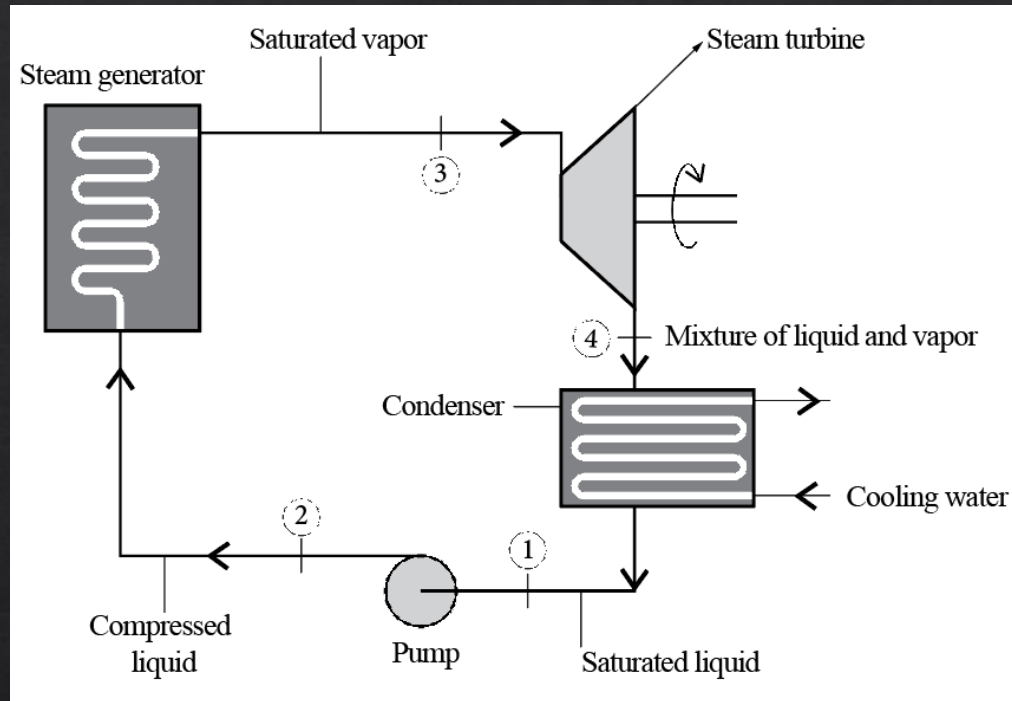 Saturated vapor
Steam turbine
Steam generator
3
4
Mixture of liquid and vapor
Condenser
Cooling water
2
1
Compressed
liquid
Pump
Saturated liquid